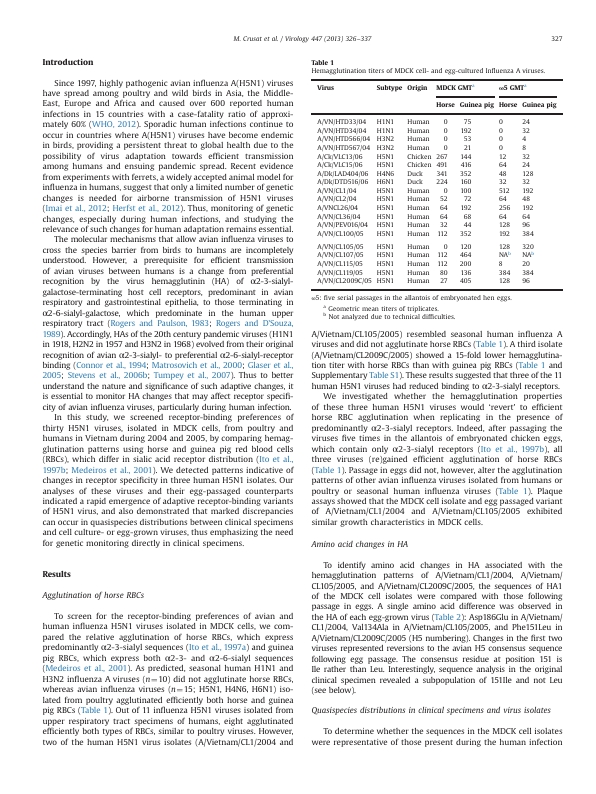 M. Crusat et al. / Virology 447 (2013) 326–337
327
Introduction
Since 1997, highly pathogenic avian influenza A(H5N1) viruses
have spread among poultry and wild birds in Asia, the Middle-
East, Europe and Africa and caused over 600 reported human
infections in 15 countries with a case-fatality ratio of approxi-
mately 60% (WHO, 2012). Sporadic human infections continue to
occur in countries where A(H5N1) viruses have become endemic
in birds, providing a persistent threat to global health due to the
possibility of virus adaptation towards efficient transmission
among humans and ensuing pandemic spread. Recent evidence
from experiments with ferrets, a widely accepted animal model for
influenza in humans, suggest that only a limited number of genetic
changes is needed for airborne transmission of H5N1 viruses
(Imai et al., 2012; Herfst et al., 2012). Thus, monitoring of genetic
changes, especially during human infections, and studying the
relevance of such changes for human adaptation remains essential.
The molecular mechanisms that allow avian influenza viruses to
cross the species barrier from birds to humans are incompletely
understood. However, a prerequisite for efficient transmission
of avian viruses between humans is a change from preferential
recognition by the virus hemagglutinin (HA) of α2-3-sialyl-
galactose-terminating host cell receptors, predominant in avian
respiratory and gastrointestinal epithelia, to those terminating in
α2-6-sialyl-galactose, which predominate in the human upper
respiratory tract (Rogers and Paulson, 1983; Rogers and D'Souza,
1989). Accordingly, HAs of the 20th century pandemic viruses (H1N1
in 1918, H2N2 in 1957 and H3N2 in 1968) evolved from their original
recognition of avian α2-3-sialyl- to preferential α2-6-sialyl-receptor
binding (Connor et al., 1994; Matrosovich et al., 2000; Glaser et al.,
2005; Stevens et al., 2006b; Tumpey et al., 2007). Thus to better
understand the nature and significance of such adaptive changes, it
is essential to monitor HA changes that may affect receptor specifi-
city of avian influenza viruses, particularly during human infection.
In this study, we screened receptor-binding preferences of
thirty H5N1 viruses, isolated in MDCK cells, from poultry and
humans in Vietnam during 2004 and 2005, by comparing hemag-
glutination patterns using horse and guinea pig red blood cells
(RBCs), which differ in sialic acid receptor distribution (Ito et al.,
1997b; Medeiros et al., 2001). We detected patterns indicative of
changes in receptor specificity in three human H5N1 isolates. Our
analyses of these viruses and their egg-passaged counterparts
indicated a rapid emergence of adaptive receptor-binding variants
of H5N1 virus, and also demonstrated that marked discrepancies
can occur in quasispecies distributions between clinical specimens
and cell culture- or egg-grown viruses, thus emphasizing the need
for genetic monitoring directly in clinical specimens.
Results
Agglutination of horse RBCs
To screen for the receptor-binding preferences of avian and
human influenza H5N1 viruses isolated in MDCK cells, we com-
pared the relative agglutination of horse RBCs, which express
predominantly α2-3-sialyl sequences (Ito et al., 1997a) and guinea
pig RBCs, which express both α2-3- and α2-6-sialyl sequences
(Medeiros et al., 2001). As predicted, seasonal human H1N1 and
H3N2 influenza A viruses (n=10) did not agglutinate horse RBCs,
whereas avian influenza viruses (n=15; H5N1, H4N6, H6N1) iso-
lated from poultry agglutinated efficiently both horse and guinea
pig RBCs (Table 1). Out of 11 influenza H5N1 viruses isolated from
upper respiratory tract specimens of humans, eight agglutinated
efficiently both types of RBCs, similar to poultry viruses. However,
two of the human H5N1 virus isolates (A/Vietnam/CL1/2004 and
Table 1
Hemagglutination titers of MDCK cell- and egg-cultured Influenza A viruses.
Virus Subtype Origin MDCK GMTa ω5 GMTa
Horse Guinea pig Horse Guinea pig
A/VN/HTD33/04 H1N1 Human 0 75 0 24
A/VN/HTD34/04 H1N1 Human 0 192 0 32
A/VN/HTD566/04 H3N2 Human 0 53 0 4
A/VN/HTD567/04 H3N2 Human 0 21 0 8
A/Ck/VLC13/06 H5N1 Chicken 267 144 12 32
A/Ck/VLC15/06 H5N1 Chicken 491 416 64 24
A/Dk/LAD404/06 H4N6 Duck 341 352 48 128
A/Dk/DTD516/06 H6N1 Duck 224 160 32 32
A/VN/CL1/04 H5N1 Human 0 100 512 192
A/VN/CL2/04 H5N1 Human 52 72 64 48
A/VNCL26/04 H5N1 Human 64 192 256 192
A/VN/CL36/04 H5N1 Human 64 68 64 64
A/VN/PEV016/04 H5N1 Human 32 44 128 96
A/VN/CL100/05 H5N1 Human 112 352 192 384
A/VN/CL105/05 H5N1 Human 0 120 128 320
A/VN/CL107/05 H5N1 Human 112 464 NAb NAb
A/VN/CL115/05 H5N1 Human 112 200 8 20
A/VN/CL119/05 H5N1 Human 80 136 384 384
A/VN/CL2009C/05 H5N1 Human 27 405 128 96
ω5: five serial passages in the allantois of embryonated hen eggs.
a Geometric mean titers of triplicates.
b Not analyzed due to technical difficulties.
A/Vietnam/CL105/2005) resembled seasonal human influenza A
viruses and did not agglutinate horse RBCs (Table 1). A third isolate
(A/Vietnam/CL2009C/2005) showed a 15-fold lower hemagglutina-
tion titer with horse RBCs than with guinea pig RBCs (Table 1 and
Supplementary Table S1). These results suggested that three of the 11
human H5N1 viruses had reduced binding to α2-3-sialyl receptors.
We investigated whether the hemagglutination properties
of these three human H5N1 viruses would ‘revert’ to efficient
horse RBC agglutination when replicating in the presence of
predominantly α2-3-sialyl receptors. Indeed, after passaging the
viruses five times in the allantois of embryonated chicken eggs,
which contain only α2-3-sialyl receptors (Ito et al., 1997b), all
three viruses (re)gained efficient agglutination of horse RBCs
(Table 1). Passage in eggs did not, however, alter the agglutination
patterns of other avian influenza viruses isolated from humans or
poultry or seasonal human influenza viruses (Table 1). Plaque
assays showed that the MDCK cell isolate and egg passaged variant
of A/Vietnam/CL1/2004 and A/Vietnam/CL105/2005 exhibited
similar growth characteristics in MDCK cells.
Amino acid changes in HA
To identify amino acid changes in HA associated with the
hemagglutination patterns of A/Vietnam/CL1/2004, A/Vietnam/
CL105/2005, and A/Vietnam/CL2009C/2005, the sequences of HA1
of the MDCK cell isolates were compared with those following
passage in eggs. A single amino acid difference was observed in
the HA of each egg-grown virus (Table 2): Asp186Glu in A/Vietnam/
CL1/2004, Val134Ala in A/Vietnam/CL105/2005, and Phe151Leu in
A/Vietnam/CL2009C/2005 (H5 numbering). Changes in the first two
viruses represented reversions to the avian H5 consensus sequence
following egg passage. The consensus residue at position 151 is
Ile rather than Leu. Interestingly, sequence analysis in the original
clinical specimen revealed a subpopulation of 151Ile and not Leu
(see below).
Quasispecies distributions in clinical specimens and virus isolates
To determine whether the sequences in the MDCK cell isolates
were representative of those present during the human infection